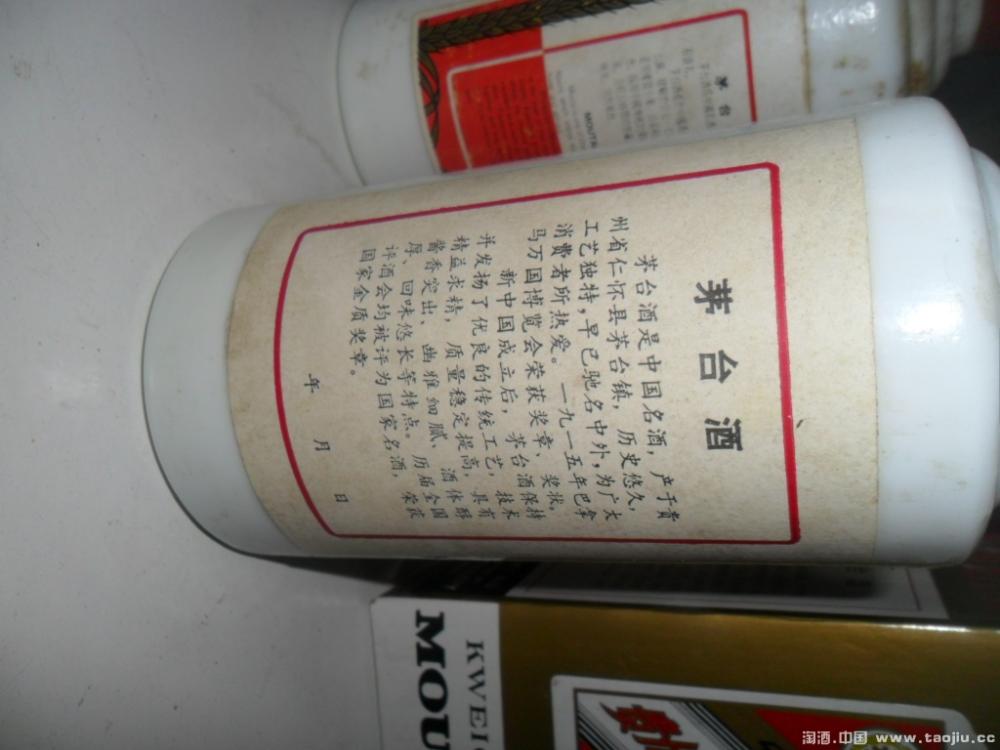 茅台酒
茅台酒是中国名酒，产于贵
州省仁怀县茅台镇，历史悠久，
工艺独特，早已驰名中外，为广大
消费者所热爱。一九一五年巴拿
马万国博览会荣获奖章、奖状。
新中国成立后，茅台酒保持
并发扬了优良的传统工艺，技术
精益求精，质量稳定提高，具有
酱香突出、幽雅细腻、酒体醇
厚、回味悠长等特点。历届全国
评酒会均被评为国家名酒，荣获
国家金质奖章。
年 月 日
茅台
MOUTA
KWEIC
MOU
淘酒.中国 www.taojiu.cc